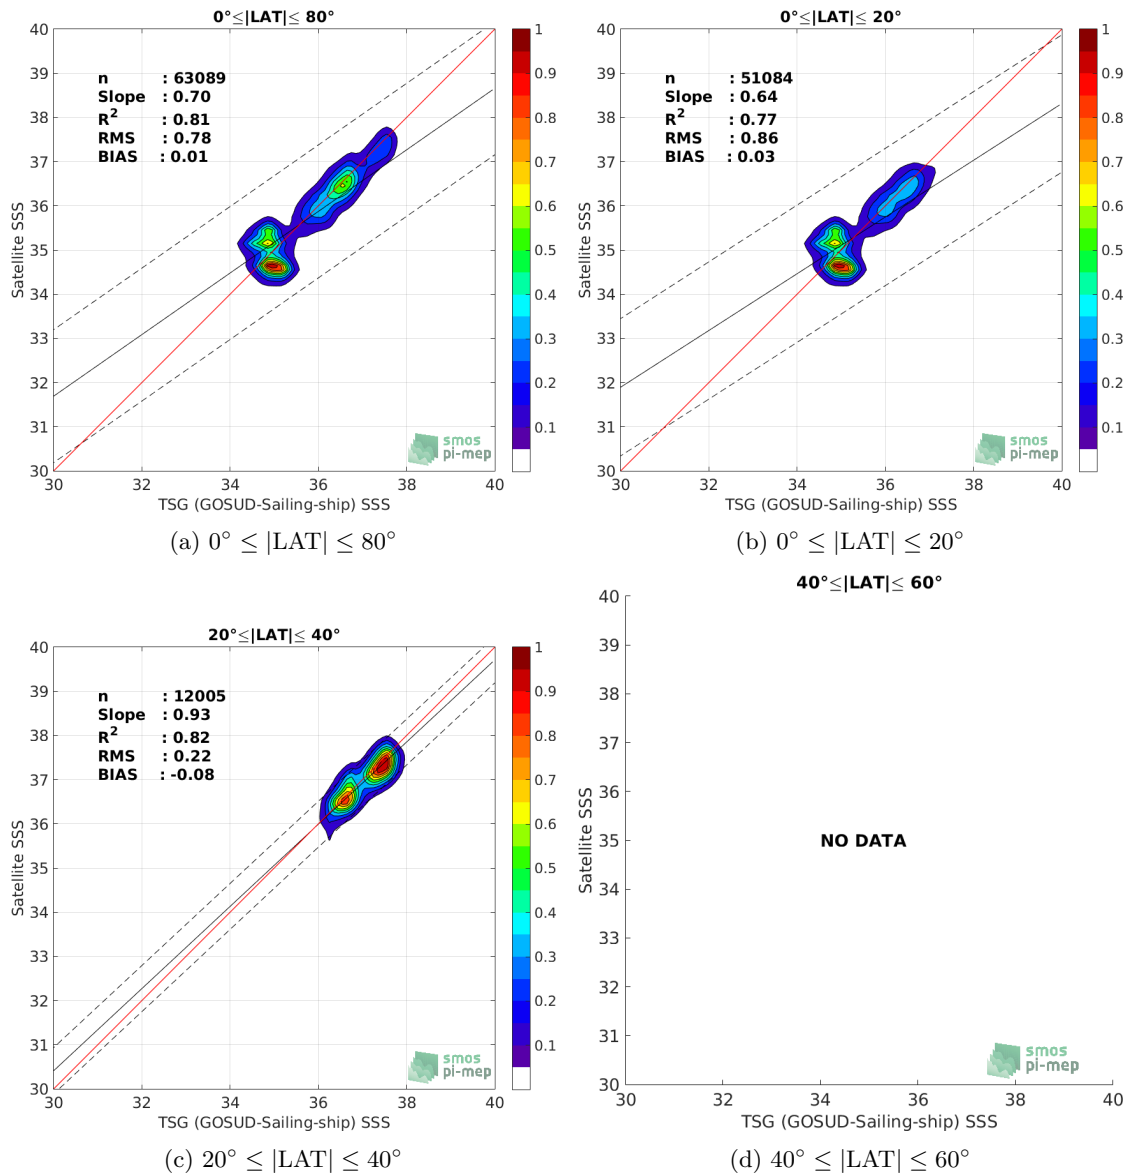 0°≤|LAT|≤ 80°
n : 63089
Slope : 0.70
R2 : 0.81
RMS : 0.78
BIAS : 0.01
40
39
38
37
36
35
34
33
32
31
30
30 32 34 36 38 40
1
0.9
0.8
0.7
0.6
0.5
0.4
0.3
0.2
0.1
Satellite SSS
TSG (GOSUD-Sailing-ship) SSS
smos
pi-mep
(a) 0° ≤ |LAT| ≤ 80°
0°≤|LAT|≤ 20°
n : 51084
Slope : 0.64
R2 : 0.77
RMS : 0.86
BIAS : 0.03
40
39
38
37
36
35
34
33
32
31
30
30 32 34 36 38 40
1
0.9
0.8
0.7
0.6
0.5
0.4
0.3
0.2
0.1
Satellite SSS
TSG (GOSUD-Sailing-ship) SSS
smos
pi-mep
(b) 0° ≤ |LAT| ≤ 20°
20°≤|LAT|≤ 40°
n : 12005
Slope : 0.93
R2 : 0.82
RMS : 0.22
BIAS : -0.08
40
39
38
37
36
35
34
33
32
31
30
30 32 34 36 38 40
1
0.9
0.8
0.7
0.6
0.5
0.4
0.3
0.2
0.1
Satellite SSS
TSG (GOSUD-Sailing-ship) SSS
smos
pi-mep
(c) 20° ≤ |LAT| ≤ 40°
40°≤|LAT|≤ 60°
40
39
38
37
36
35
34
33
32
31
30
30 32 34 36 38 40
NO DATA
Satellite SSS
TSG (GOSUD-Sailing-ship) SSS
smos
pi-mep
(d) 40° ≤ |LAT| ≤ 60°